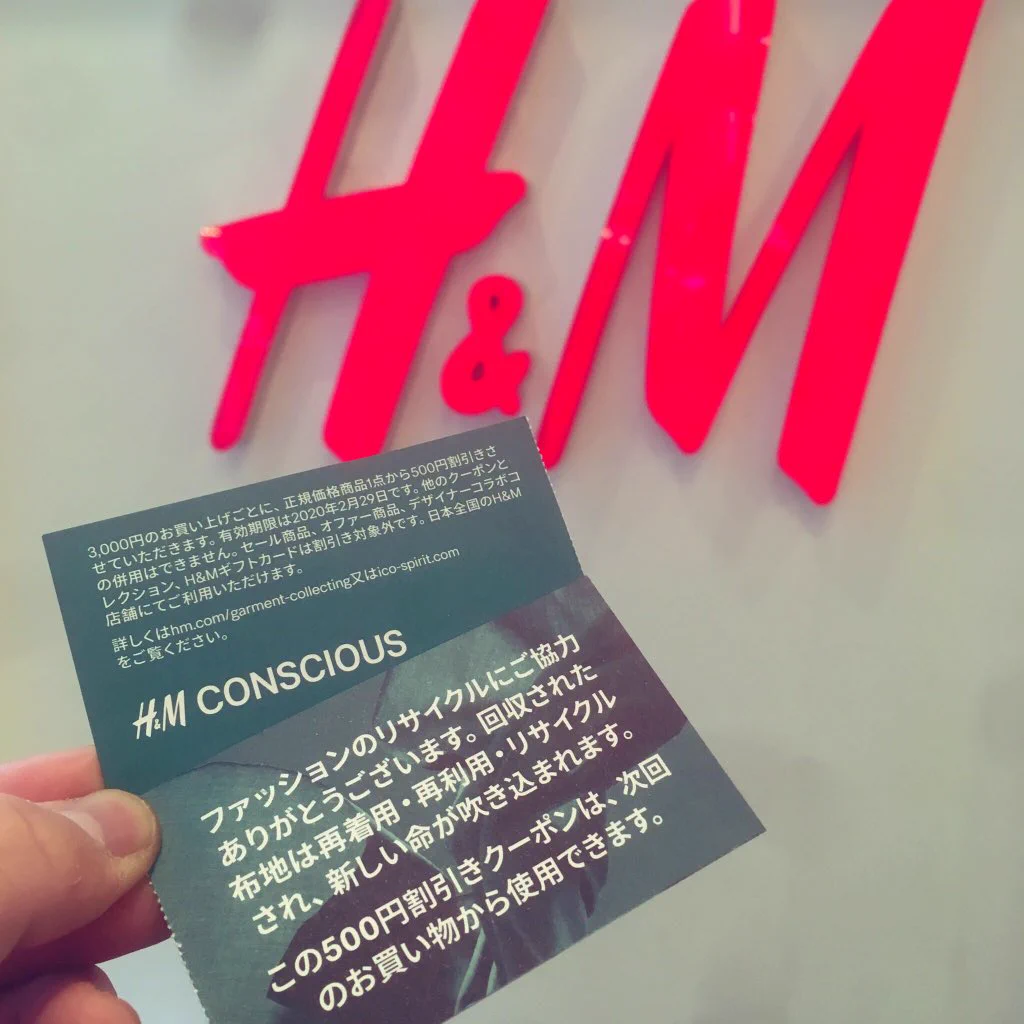 H&M
3,000円のお買い上げごとに、正規価格商品1点から500円割引きさ
せていただきます。有効期限は2020年2月29日です。他のクーポンと
の併用はできません。セール商品、オファー商品、デザイナーコラボコ
レクション、H&Mギフトカードは割引き対象外です。日本全国のH&M
店舗にてご利用いただけます。
詳しくはhm.com/garment-collecting又はico-spirit.com
をご覧ください。
H&M CONSCIOUS
ファッションのリサイクルにご協力
ありがとうございます。回収された
布地は再着用・再利用・リサイクル
され、新しい命が吹き込まれます。
この500円割引きクーポンは、次回
のお買い物から使用できます。